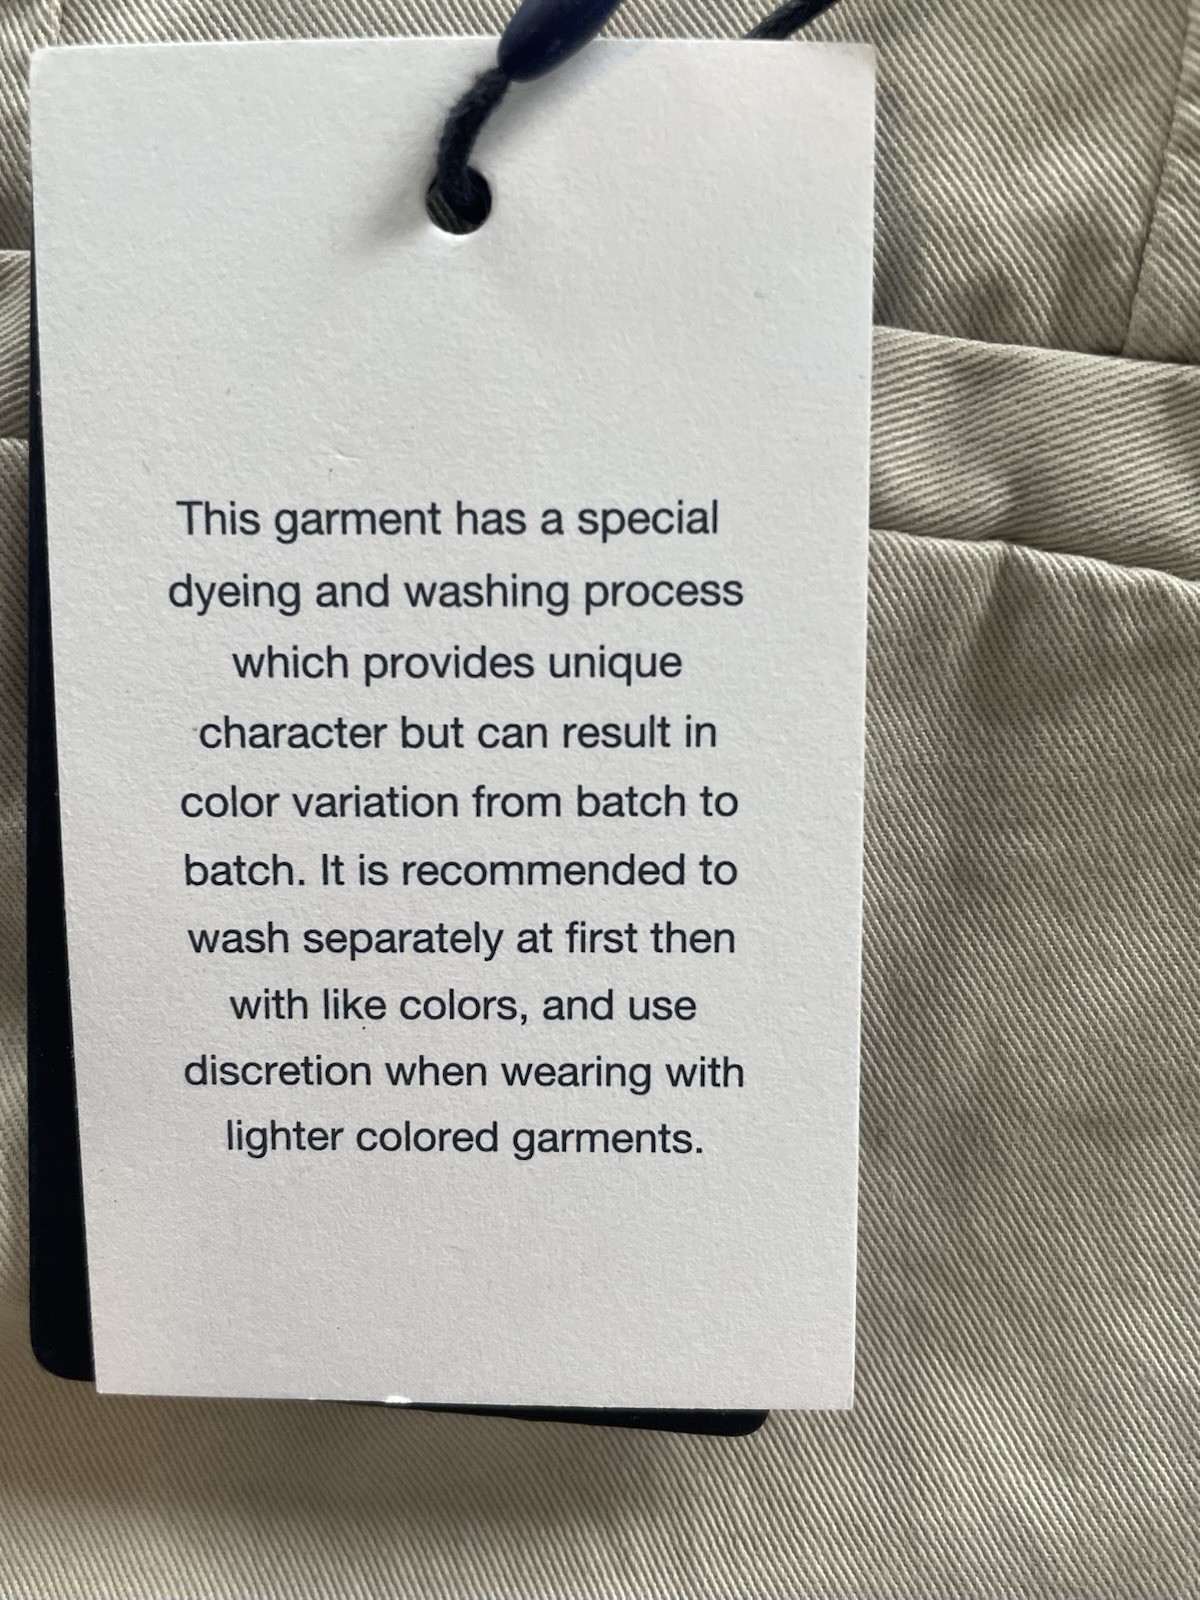 This garment has a special
dyeing and washing process
which provides unique
character but can result in
color variation from batch to
batch. It is recommended to
wash separately at first then
with like colors, and use
discretion when wearing with
lighter colored garments.